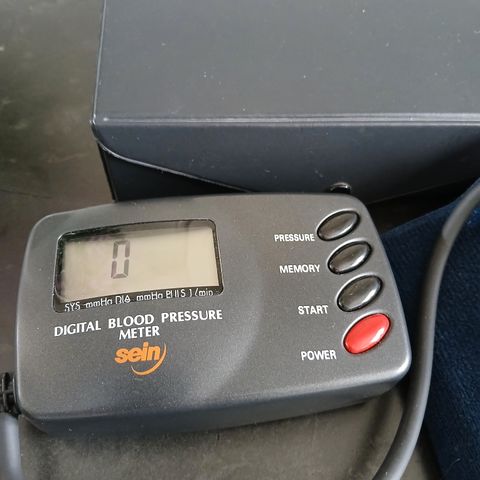 0
SYS. mmHg DIA. mmHg PULS 1/min
DIGITAL BLOOD PRESSURE
METER
sein
PRESSURE
MEMORY
START
POWER